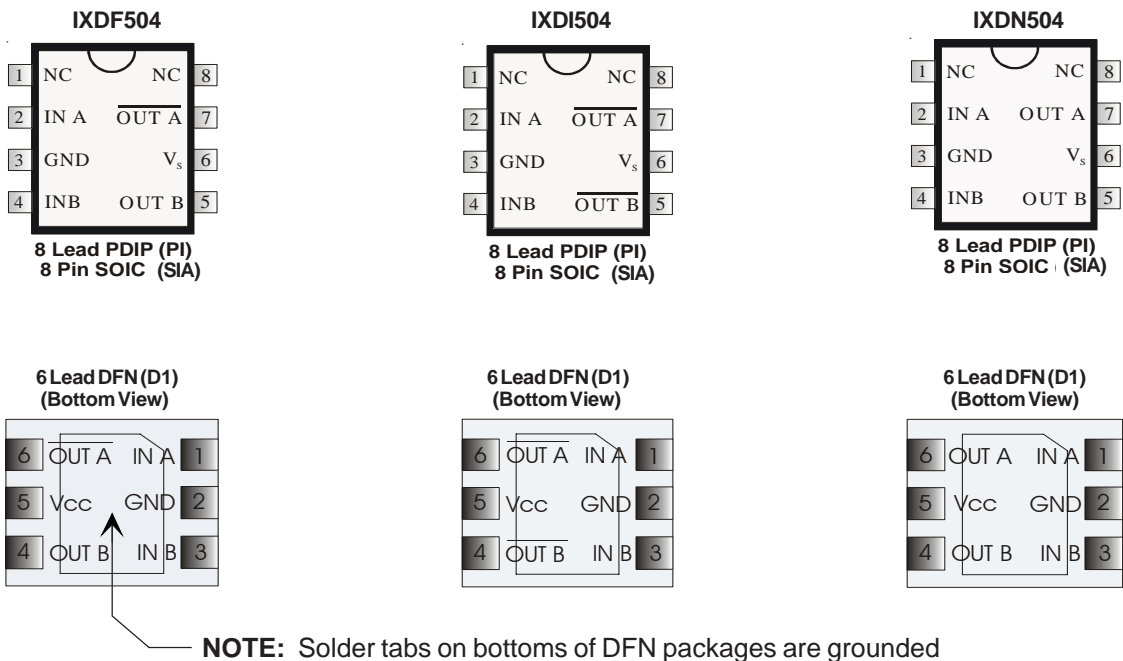 IXDF504
1 NC NC 8
2 IN A OUT A 7
3 GND Vs 6
4 INB OUT B 5
8 Lead PDIP (PI)
8 Pin SOIC (SIA)
IXDI504
1 NC NC 8
2 IN A OUT A 7
3 GND Vs 6
4 INB OUT B 5
8 Lead PDIP (PI)
8 Pin SOIC (SIA)
IXDN504
1 NC NC 8
2 IN A OUT A 7
3 GND Vs 6
4 INB OUT B 5
8 Lead PDIP (PI)
8 Pin SOIC (SIA)
6 Lead DFN (D1)
(Bottom View)
6 OUT A IN A 1
5 Vcc GND 2
4 OUT B IN B 3
6 Lead DFN (D1)
(Bottom View)
6 OUT A IN A 1
5 Vcc GND 2
4 OUT B IN B 3
6 Lead DFN (D1)
(Bottom View)
6 OUT A IN A 1
5 Vcc GND 2
4 OUT B IN B 3
NOTE: Solder tabs on bottoms of DFN packages are grounded